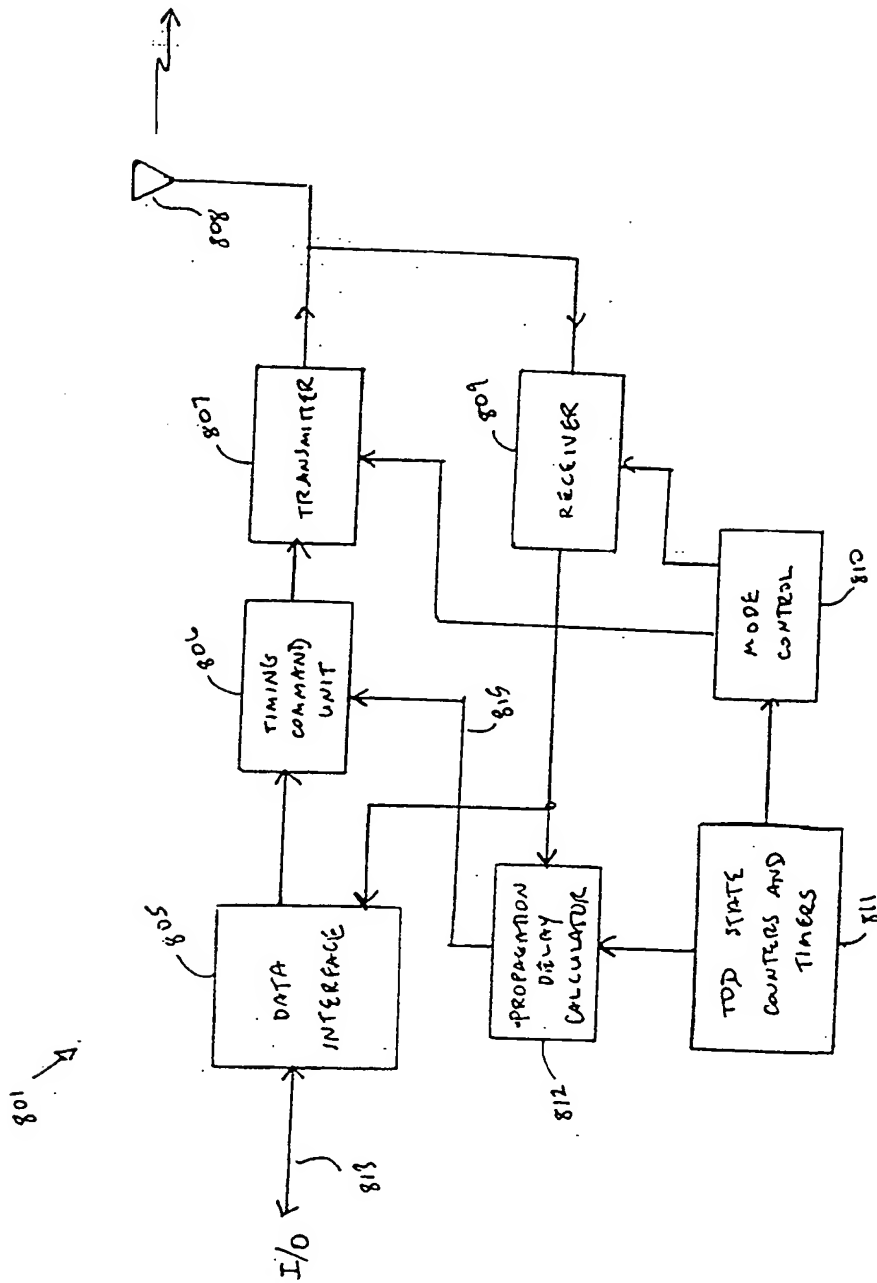 801
I/O
813
805
DATA
INTERFACE
806
TIMING
COMMAND
UNIT
807
TRANSMITTER
808
809
RECEIVER
815
PROPAGATION
DELAY
CALCULATOR
812
TDD STATE
COUNTERS AND
TIMERS
811
MODE
CONTROL
810